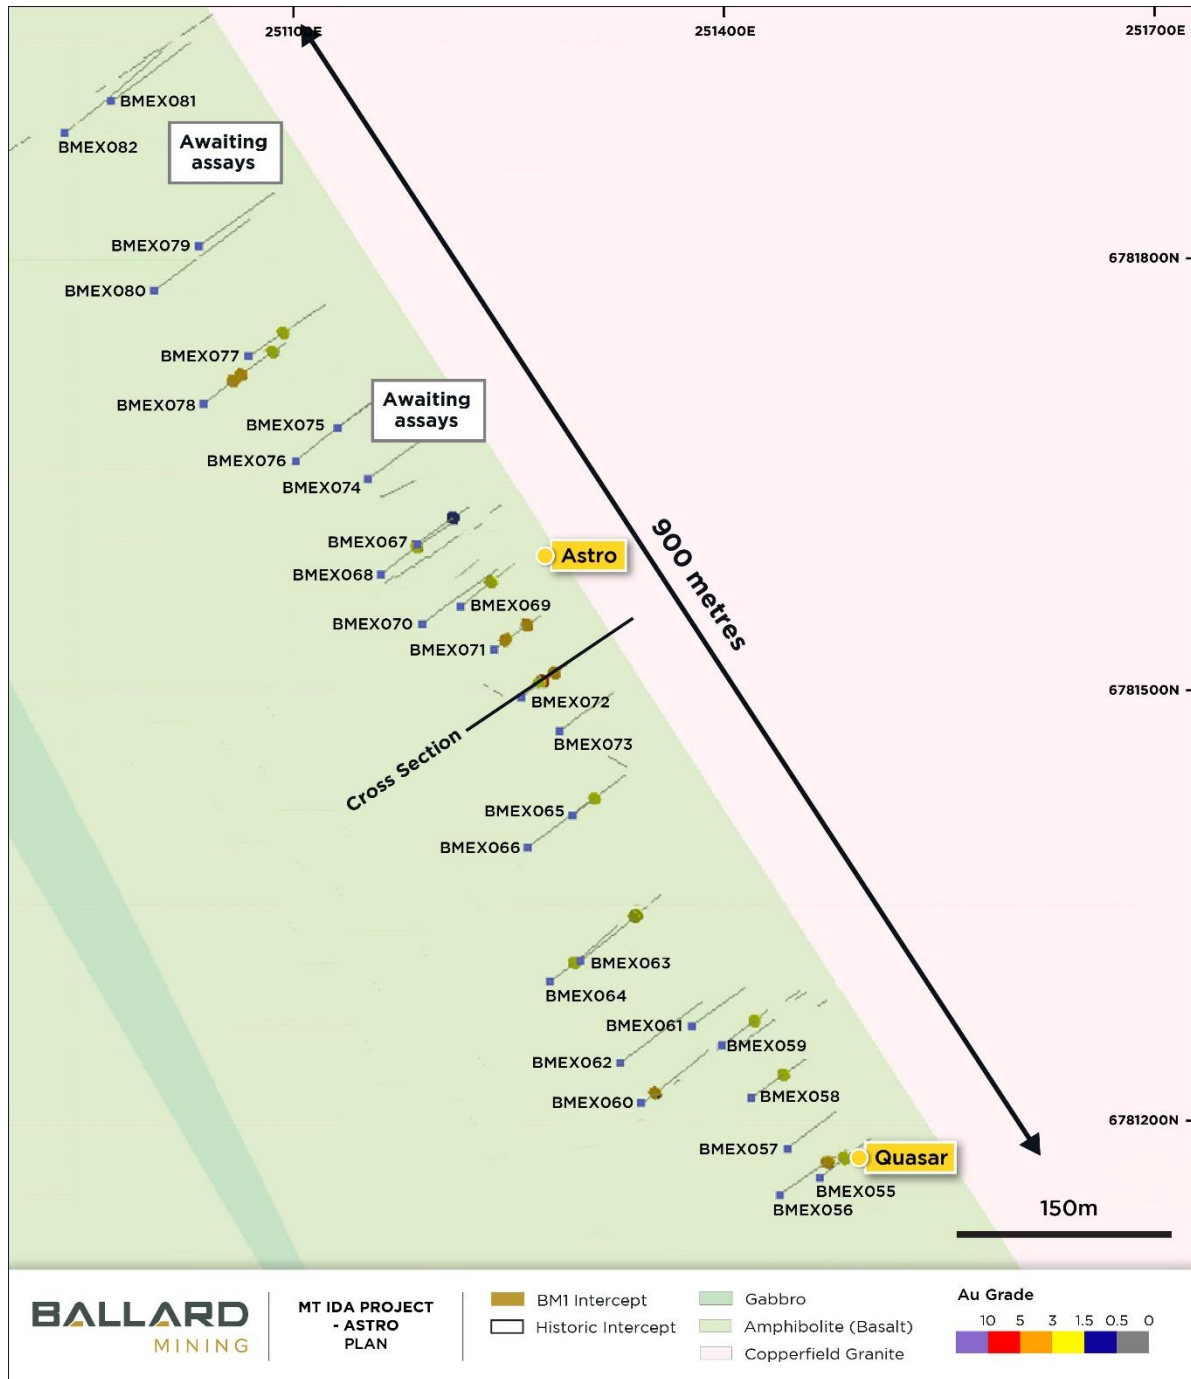 251100E
251400E
251700E
BMEX081
BMEX082
Awaiting
assays
BMEX079
6781800N
BMEX080
BMEX077
BMEX078
Awaiting
assays
BMEX075
BMEX076
BMEX074
900 metres
BMEX067
Astro
BMEX068
BMEX069
BMEX070
BMEX071
6781500N
BMEX072
BMEX073
Cross Section
BMEX065
BMEX066
BMEX063
BMEX064
BMEX061
BMEX059
BMEX062
BMEX058
BMEX060
6781200N
BMEX057
Quasar
BMEX055
BMEX056
150m
BALLARD
MINING
MT IDA PROJECT
- ASTRO
PLAN
BM1 Intercept
Historic Intercept
Gabbro
Amphibolite (Basalt)
Copperfield Granite
Au Grade
10 5 3 1.5 0.5 0